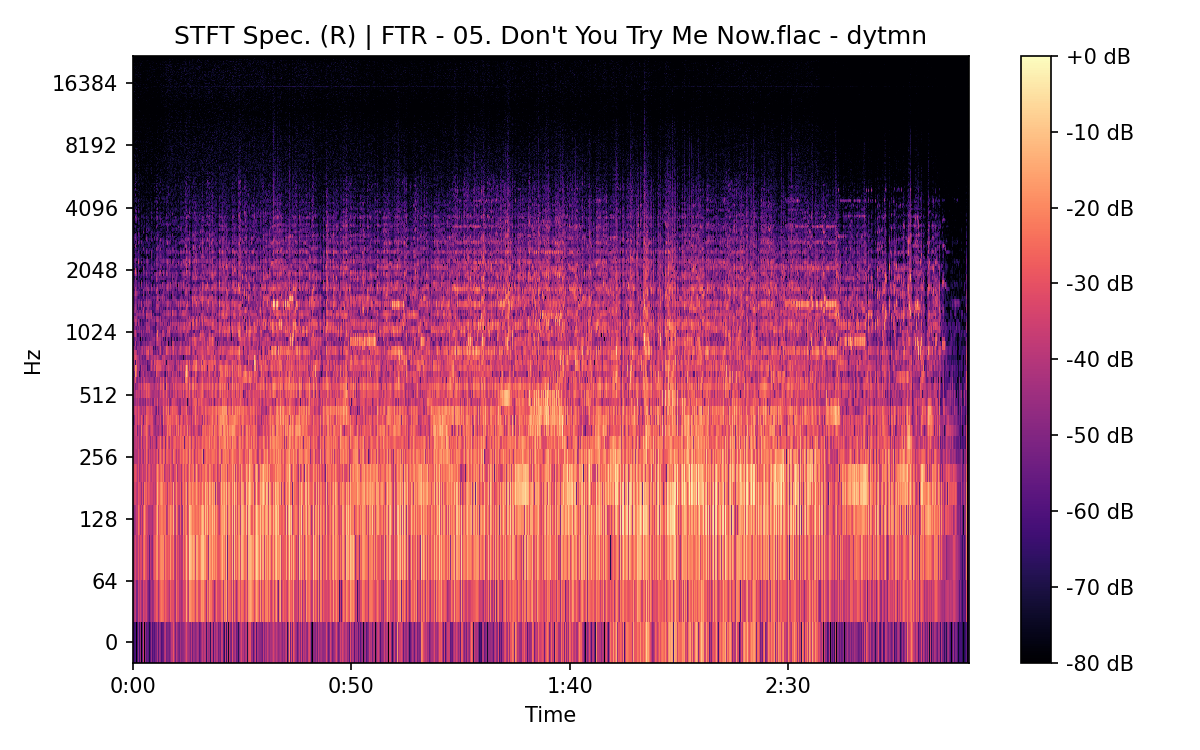 STFT Spec. (R) | FTR - 05. Don't You Try Me Now.flac - dytmn
16384
8192
4096
2048
1024
512
256
128
64
0
Hz
0:00
0:50
1:40
2:30
Time
+0 dB
-10 dB
-20 dB
-30 dB
-40 dB
-50 dB
-60 dB
-70 dB
-80 dB